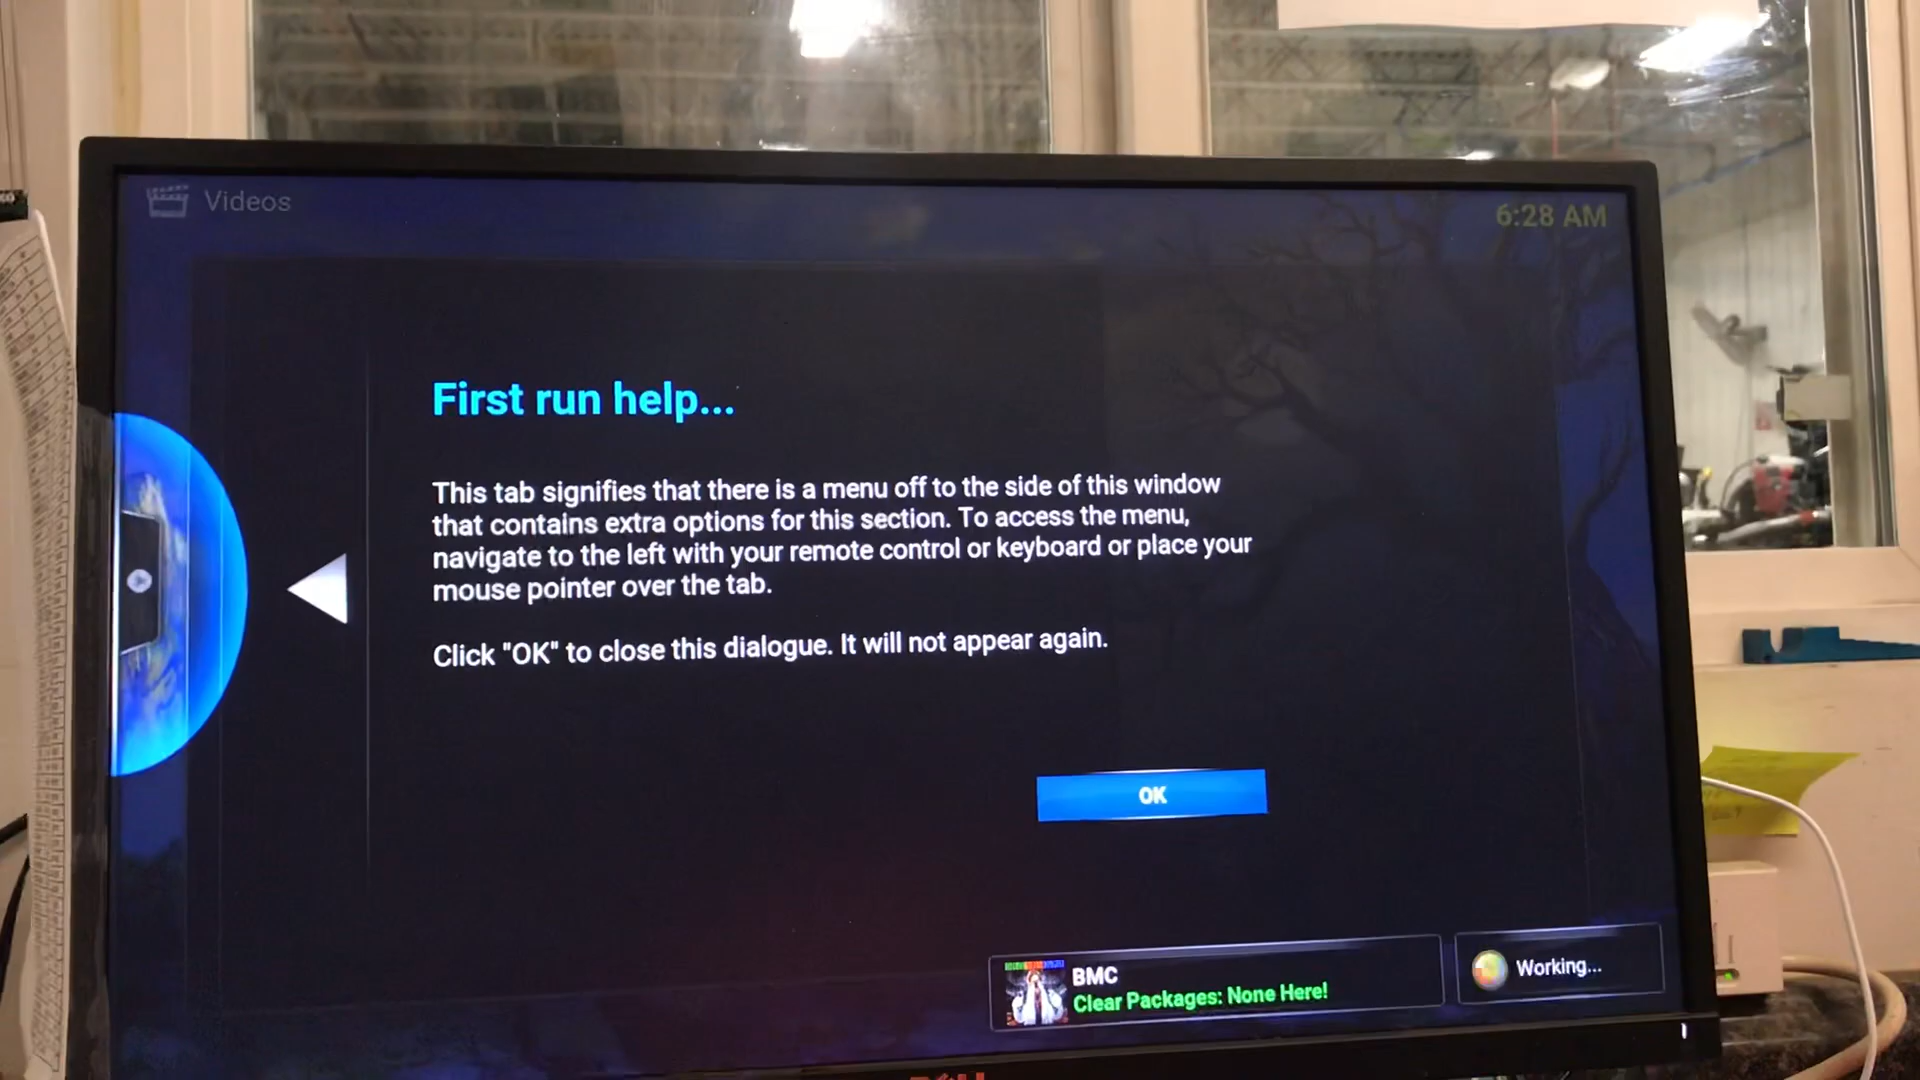 Videos
6:28 AM
First run help...
This tab signifies that there is a menu off to the side of this window
that contains extra options for this section. To access the menu,
navigate to the left with your remote control or keyboard or place your
mouse pointer over the tab.
Click "OK" to close this dialogue. It will not appear again.
OK
BMC
Clear Packages: None Here!
Working...